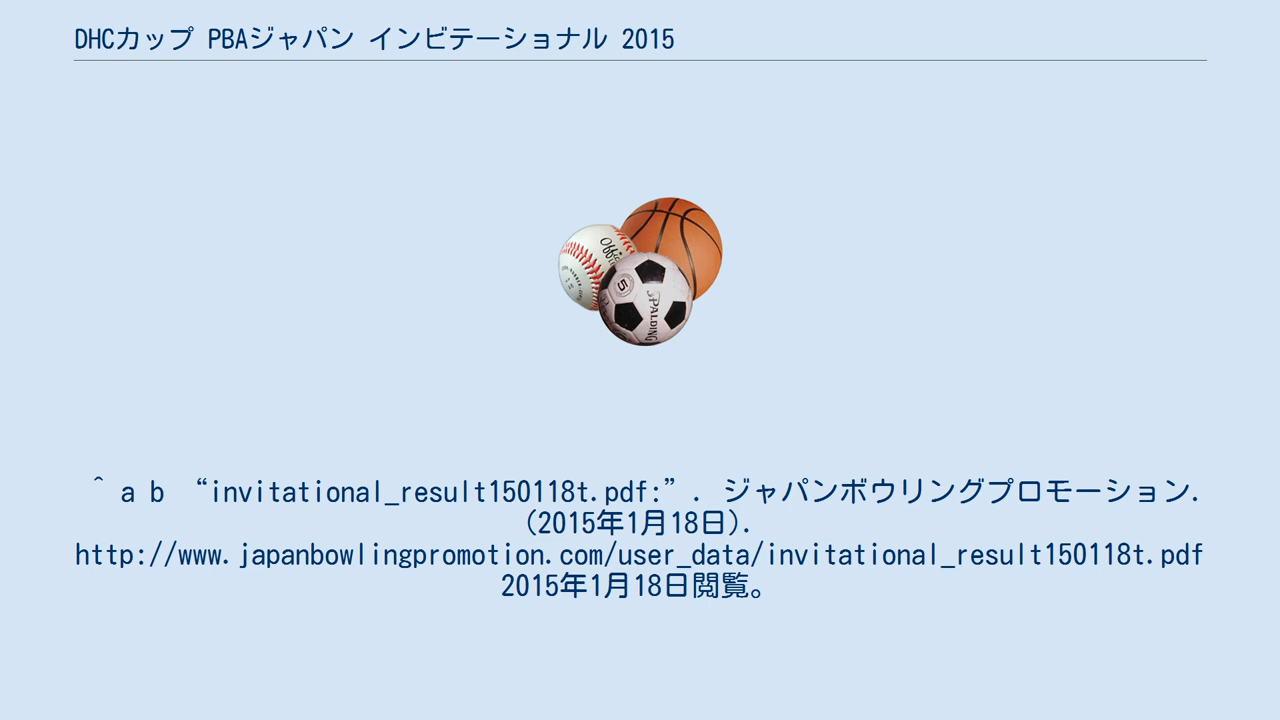 DHCカップ PBAジャパン インビテーショナル 2015
Offic
5
SPALDING
^ a b “invitational_result150118t.pdf:”. ジャパンボウリングプロモーション.
(2015年1月18日).
http://www.japanbowlingpromotion.com/user_data/invitational_result150118t.pdf
2015年1月18日閲覧。